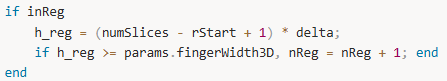 if inReg
    h_reg = (numSlices - rStart + 1) * delta;
    if h_reg >= params.fingerWidth3D, nReg = nReg + 1; end
end